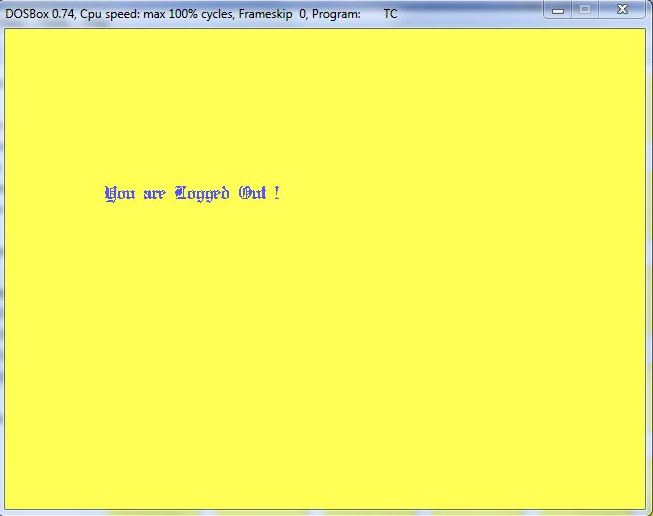 DOSBox 0.74, Cpu speed: max 100% cycles, Frameskip 0, Program: TC
You are Logged Out !